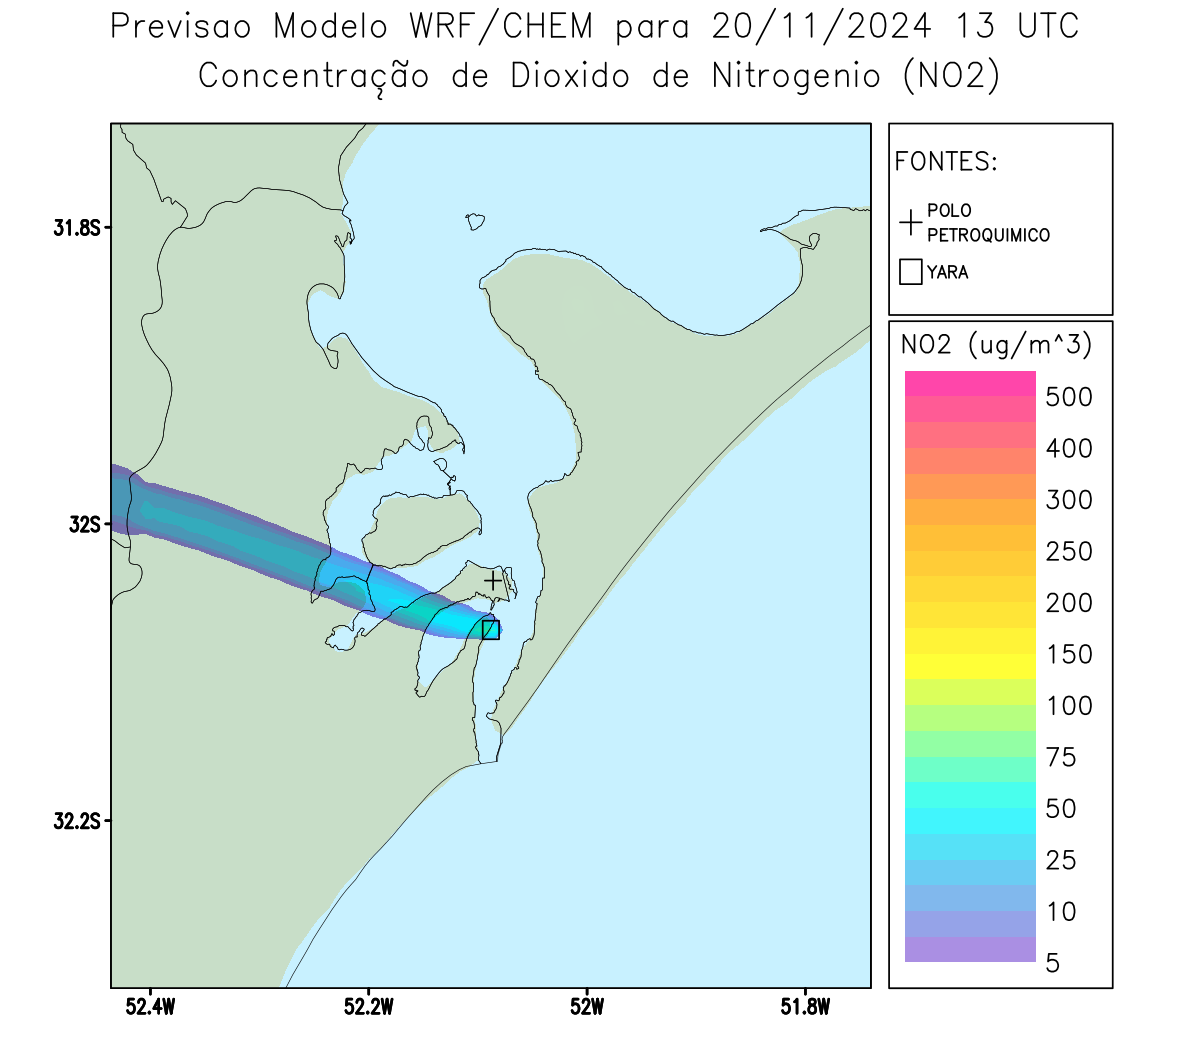 Previsao Modelo WRF/CHEM para 20/11/2024 13 UTC
Concentração de Dioxido de Nitrogenio (NO2)
FONTES:
POLO
PETROQUIMICO
YARA
NO2 (ug/m^3)
500
400
300
250
200
150
100
75
50
25
10
5
31.8S
32S
32.2S
52.4W
52.2W
52W
51.8W